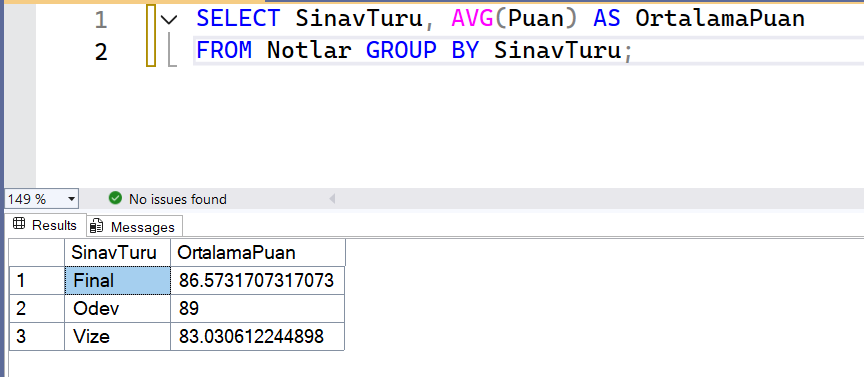 1 SELECT SinavTuru, AVG(Puan) AS OrtalamaPuan
2 FROM Notlar GROUP BY SinavTuru;
149 % No issues found
Results Messages
SinavTuru OrtalamaPuan
1 Final 86.5731707317073
2 Odev 89
3 Vize 83.030612244898